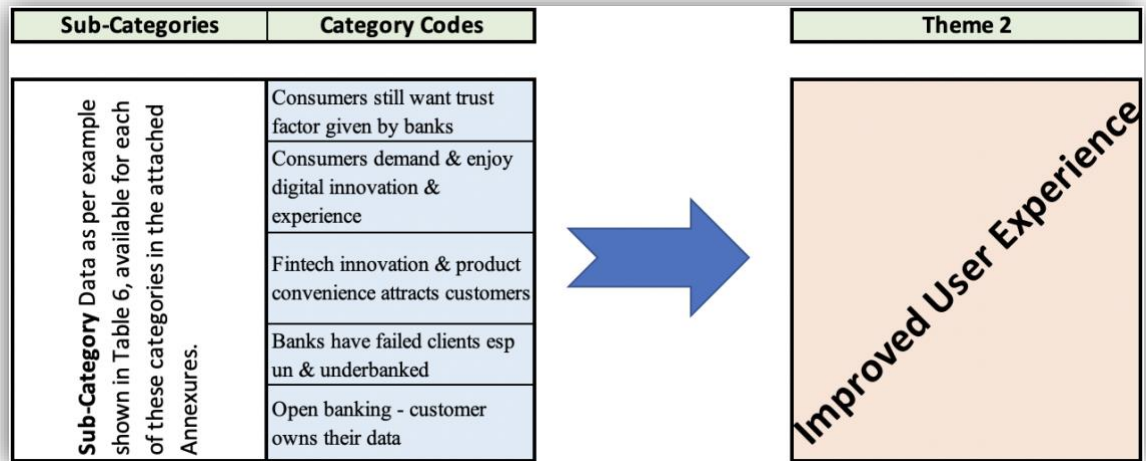 Sub-Categories
Category Codes
Theme 2
Sub-Category Data as per example
shown in Table 6, available for each
of these categories in the attached
Annexures.
Consumers still want trust
factor given by banks
Consumers demand & enjoy
digital innovation &
experience
Fintech innovation & product
convenience attracts customers
Banks have failed clients esp
un & underbanked
Open banking - customer
owns their data
Improved User Experience